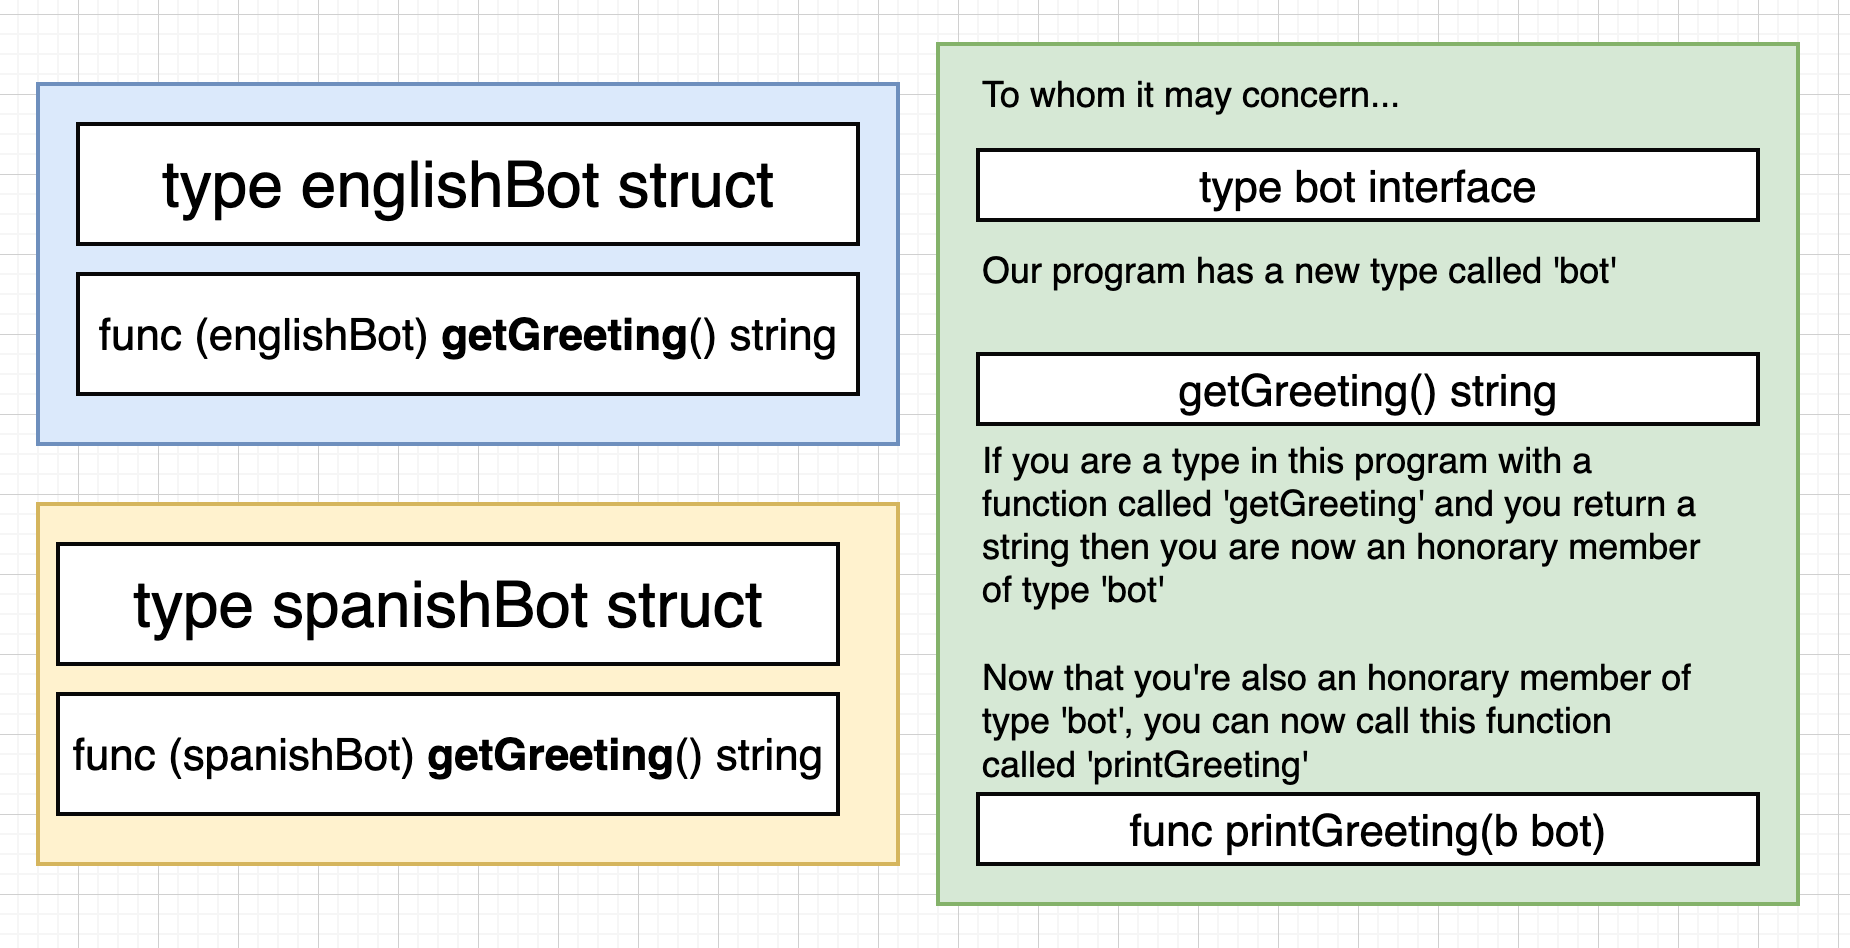 type englishBot struct
func (englishBot) getGreeting() string
type spanishBot struct
func (spanishBot) getGreeting() string
To whom it may concern...
type bot interface
Our program has a new type called 'bot'
getGreeting() string
If you are a type in this program with a
function called 'getGreeting' and you return a
string then you are now an honorary member
of type 'bot'
Now that you're also an honorary member of
type 'bot', you can now call this function
called 'printGreeting'
func printGreeting(b bot)